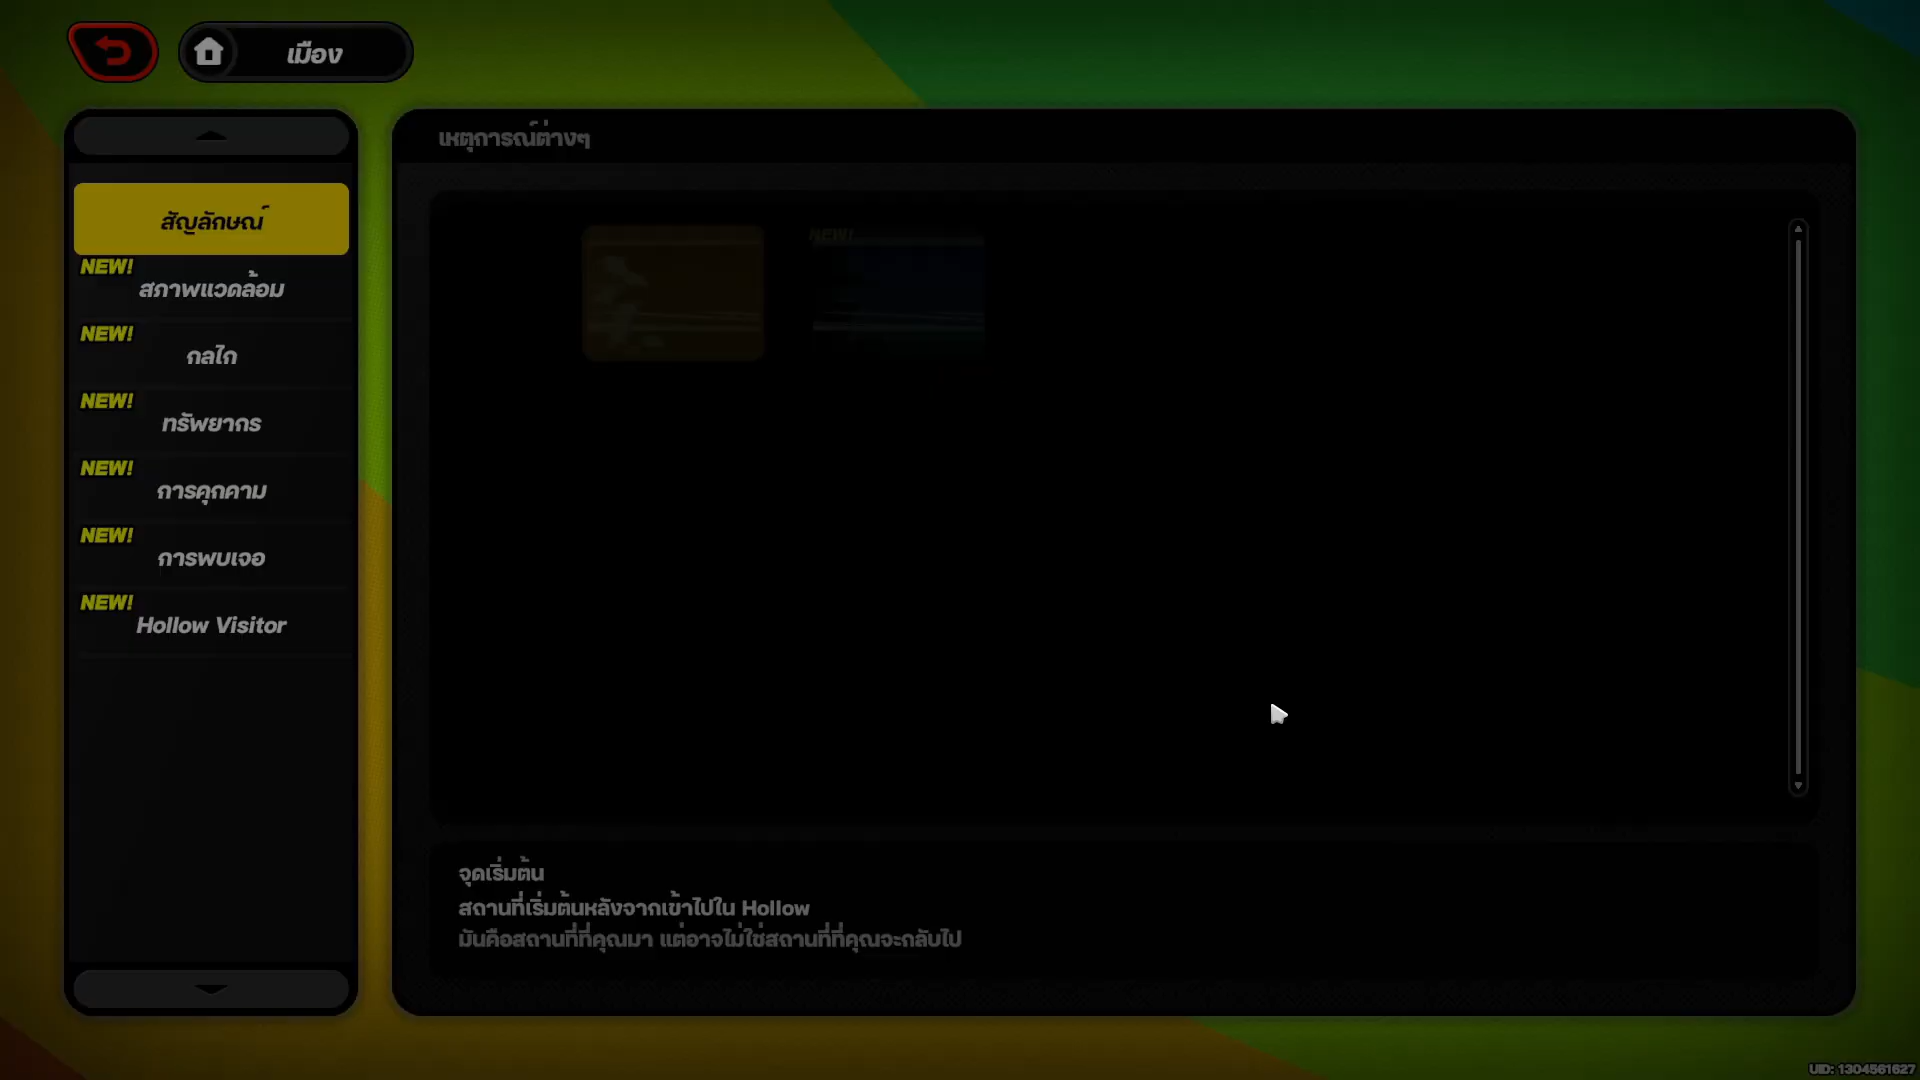 เมือง
เหตุการณ์ต่างๆ
สัญลักษณ์
NEW!
สภาพแวดล้อม
NEW!
กลไก
NEW!
ทรัพยากร
NEW!
การคุกคาม
NEW!
การพบเจอ
NEW!
Hollow Visitor
NEW!
จุดเริ่มต้น
สถานที่เริ่มต้นหลังจากเข้าไปใน Hollow
มันคือสถานที่ที่คุณมา แต่อาจไม่ใช่สถานที่ที่คุณจะกลับไป
UID: 1304561627